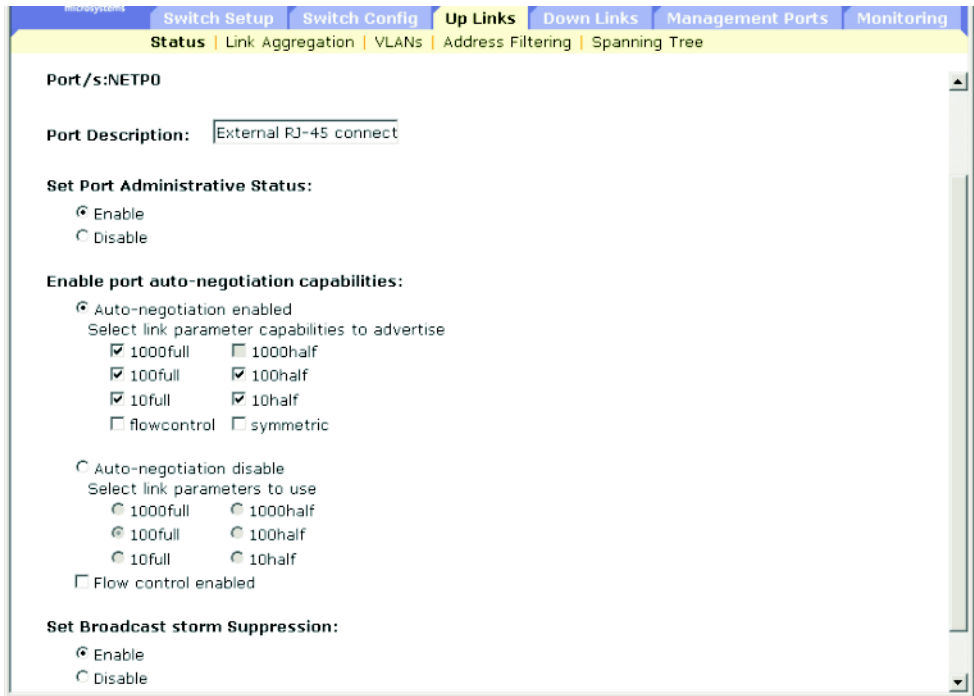 microsystems
Switch Setup Switch Config Up Links Down Links Management Ports Monitoring
Status | Link Aggregation | VLANs | Address Filtering | Spanning Tree
Port/s:NETP0
Port Description: External RJ-45 connect
Set Port Administrative Status:
Enable
Disable
Enable port auto-negotiation capabilities:
Auto-negotiation enabled
Select link parameter capabilities to advertise
1000full 1000half
100full 100half
10full 10half
flowcontrol symmetric
Auto-negotiation disable
Select link parameters to use
1000full 1000half
100full 100half
10full 10half
Flow control enabled
Set Broadcast storm Suppression:
Enable
Disable